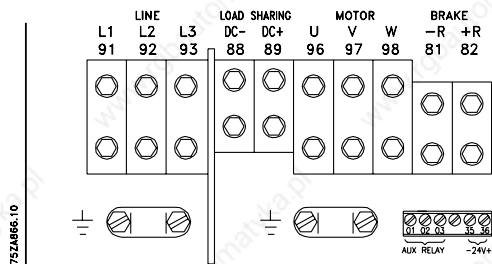 LINE LOAD SHARING MOTOR BRAKE
L1 L2 L3 DC- DC+ U V W -R +R
91 92 93 88 89 96 97 98 81 82
01 02 03 35 36
AUX RELAY -24V+
75ZA866.10